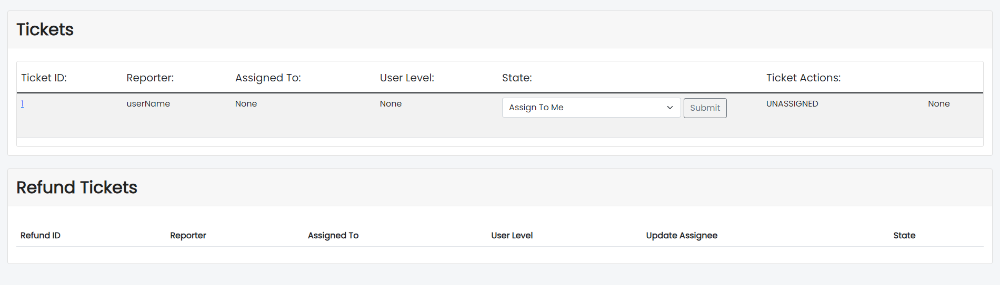 Tickets
Ticket ID: Reporter: Assigned To: User Level: State: Ticket Actions:
1 userName None None Assign To Me Submit UNASSIGNED None
Refund Tickets
Refund ID Reporter Assigned To User Level Update Assignee State